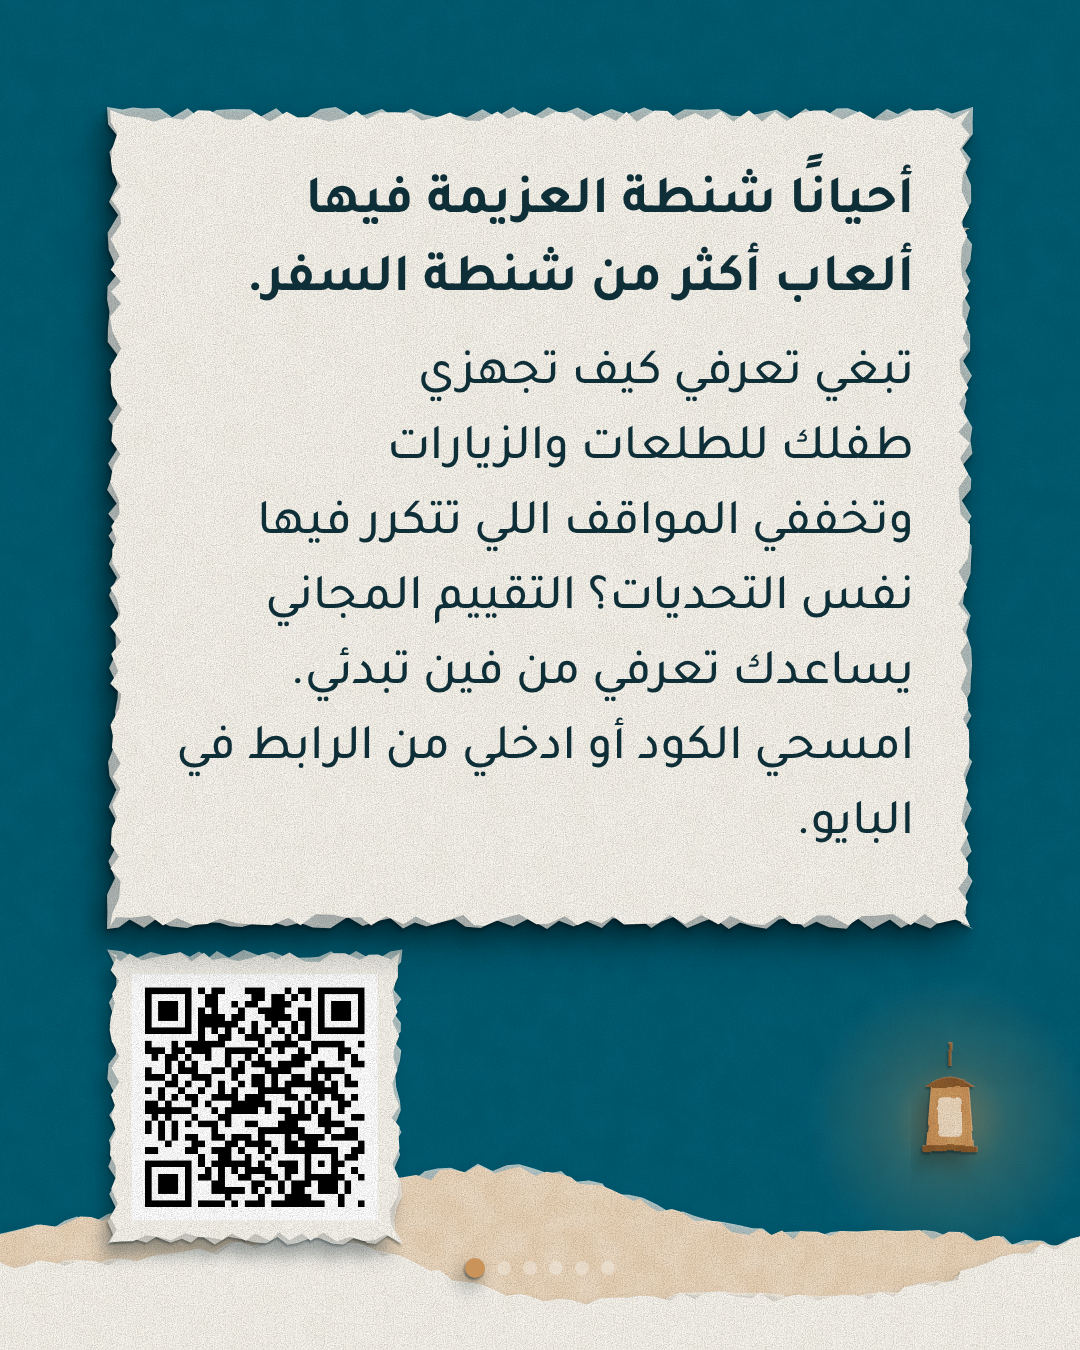 أحيانًا شنطة العزيمة فيها
ألعاب أكثر من شنطة السفر.
تبغي تعرفي كيف تجهزي
طفلك للطلعات والزيارات
وتخففي المواقف اللي تتكرر فيها
نفس التحديات؟ التقييم المجاني
يساعدك تعرفي من فين تبدئي.
امسحي الكود أو ادخلي من الرابط في
البايو.